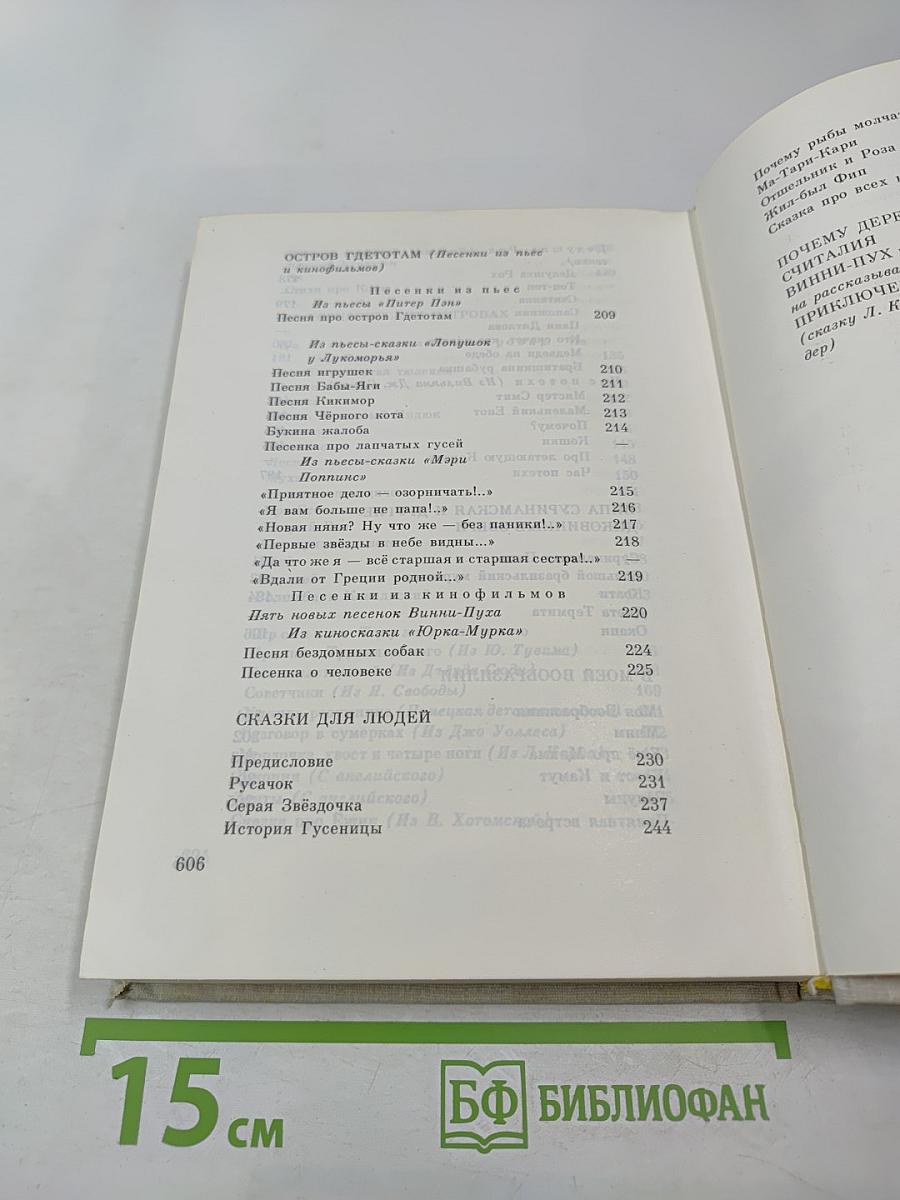 ОСТРОВ ГДЕТОТАМ (Песенки из пьес
и кинофильмов)
Песенки из пьес
Из пьесы «Питер Пэн»
Песня про остров Гдетотам 209
Из пьесы-сказки «Лопушок
у Лукоморья»
Песня игрушек 210
Песня Бабы-Яги 211
Песня Кикимор 212
Песня Чёрного кота 213
Букина жалоба 214
Песенка про лапчатых гусей —
Из пьесы-сказки «Мэри
Поппинс»
«Приятное дело — озорничать!..» 215
«Я вам больше не папа!..» 216
«Новая няня? Ну что же — без паники!..» 217
«Первые звёзды в небе видны...» 218
«Да что же я — всё старшая и старшая сестра!..» —
«Вдали от Греции родной...» 219
Песенки из кинофильмов
Пять новых песенок Винни-Пуха 220
Из киносказки «Юрка-Мурка»
Песня бездомных собак 224
Песенка о человеке 225
СКАЗКИ ДЛЯ ЛЮДЕЙ
Предисловие 230
Русачок 231
Серая Звёздочка 237
История Гусеницы 244
606
Почему рыбы молчат
Ма-Тари-Кари
Отшельник и Роза
Жил-был Фип
Сказка про всех
ПОЧЕМУ ДЕРЕ
СЧИТАЛИЯ
ВИННИ-ПУХ
на рассказыва
ПРИКЛЮЧЕ
(сказку Л. К
дер)
15 см
БФ БИБЛИОФАН